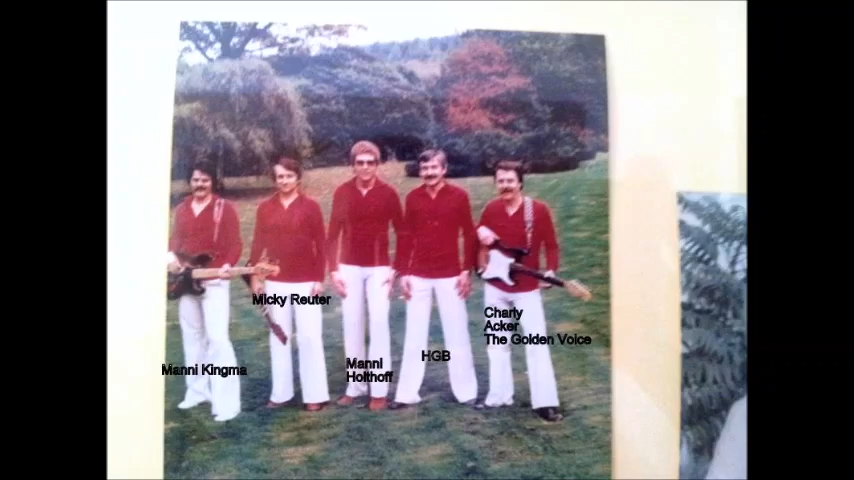 Micky Reuter
Charly
Acker
The Golden Voice
HGB
Manni
Holthoff
Manni Kingma